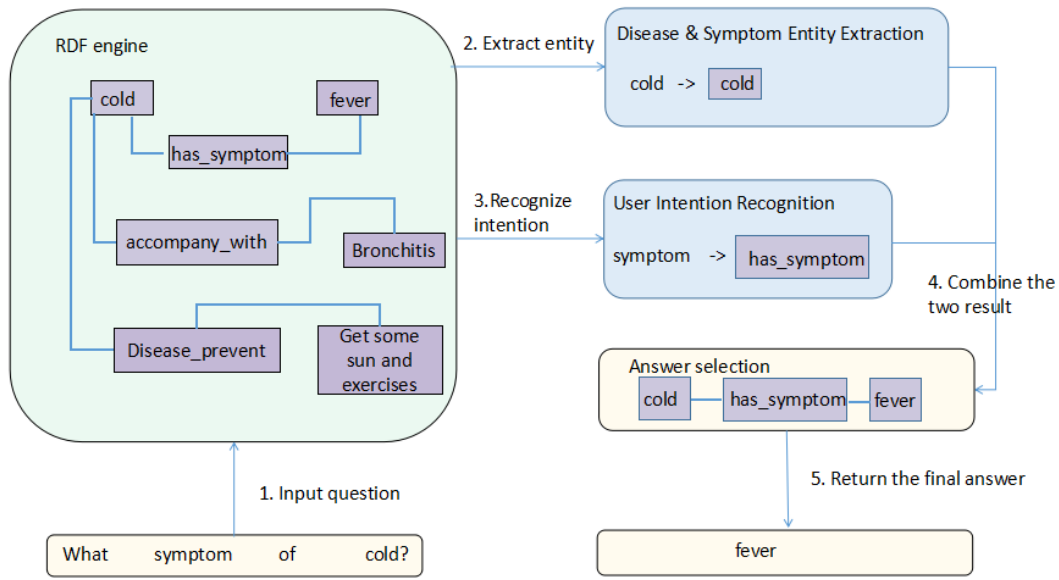 RDF engine
cold
fever
has_symptom
accompany_with
Bronchitis
Disease_prevent
Get some
sun and
exercises
1. Input question
What symptom of cold?
2. Extract entity
Disease & Symptom Entity Extraction
cold -> cold
3.Recognize
intention
User Intention Recognition
symptom -> has_symptom
4. Combine the
two result
Answer selection
cold has_symptom fever
5. Return the final answer
fever